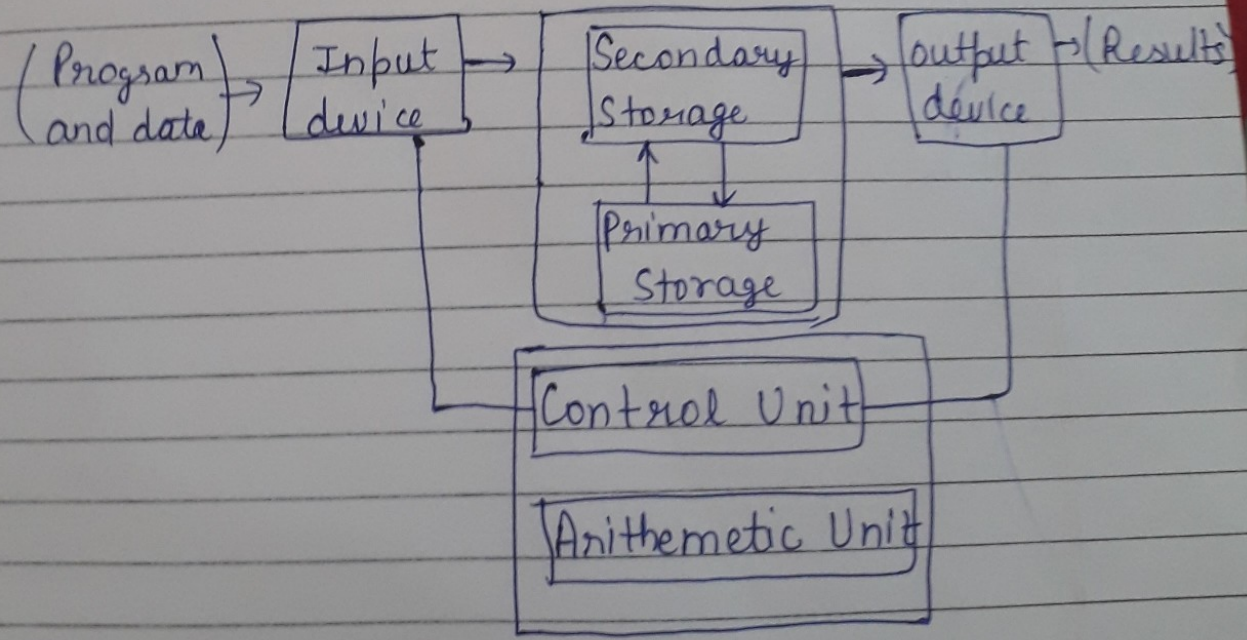 (Program
and data)
Input
device
Secondary
Storage
Primary
Storage
output
device
(Results)
Control Unit
Arithemetic Unit